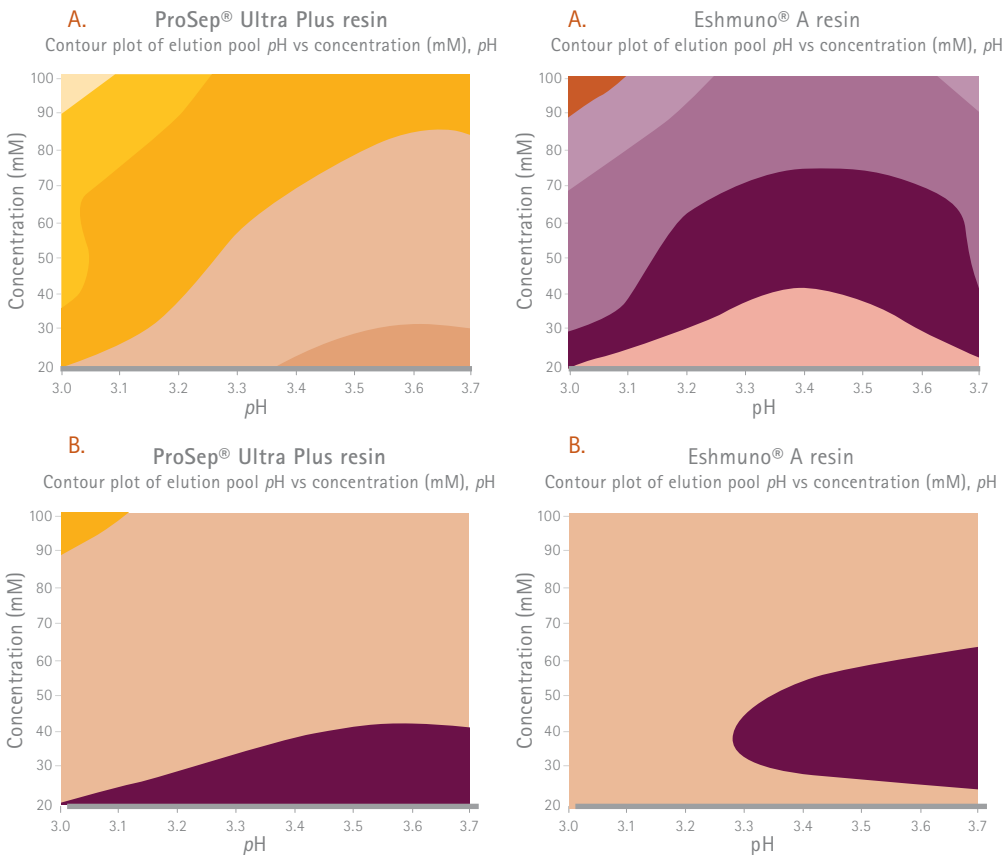 A.
ProSep® Ultra Plus resin
Contour plot of elution pool pH vs concentration (mM), pH
Concentration (mM)
100
90
80
70
60
50
40
30
20
3.0 3.1 3.2 3.3 3.4 3.5 3.6 3.7
pH
A.
Eshmuno® A resin
Contour plot of elution pool pH vs concentration (mM), pH
Concentration (mM)
100
90
80
70
60
50
40
30
20
3.0 3.1 3.2 3.3 3.4 3.5 3.6 3.7
pH
B.
ProSep® Ultra Plus resin
Contour plot of elution pool pH vs concentration (mM), pH
Concentration (mM)
100
90
80
70
60
50
40
30
20
3.0 3.1 3.2 3.3 3.4 3.5 3.6 3.7
pH
B.
Eshmuno® A resin
Contour plot of elution pool pH vs concentration (mM), pH
Concentration (mM)
100
90
80
70
60
50
40
30
20
3.0 3.1 3.2 3.3 3.4 3.5 3.6 3.7
pH